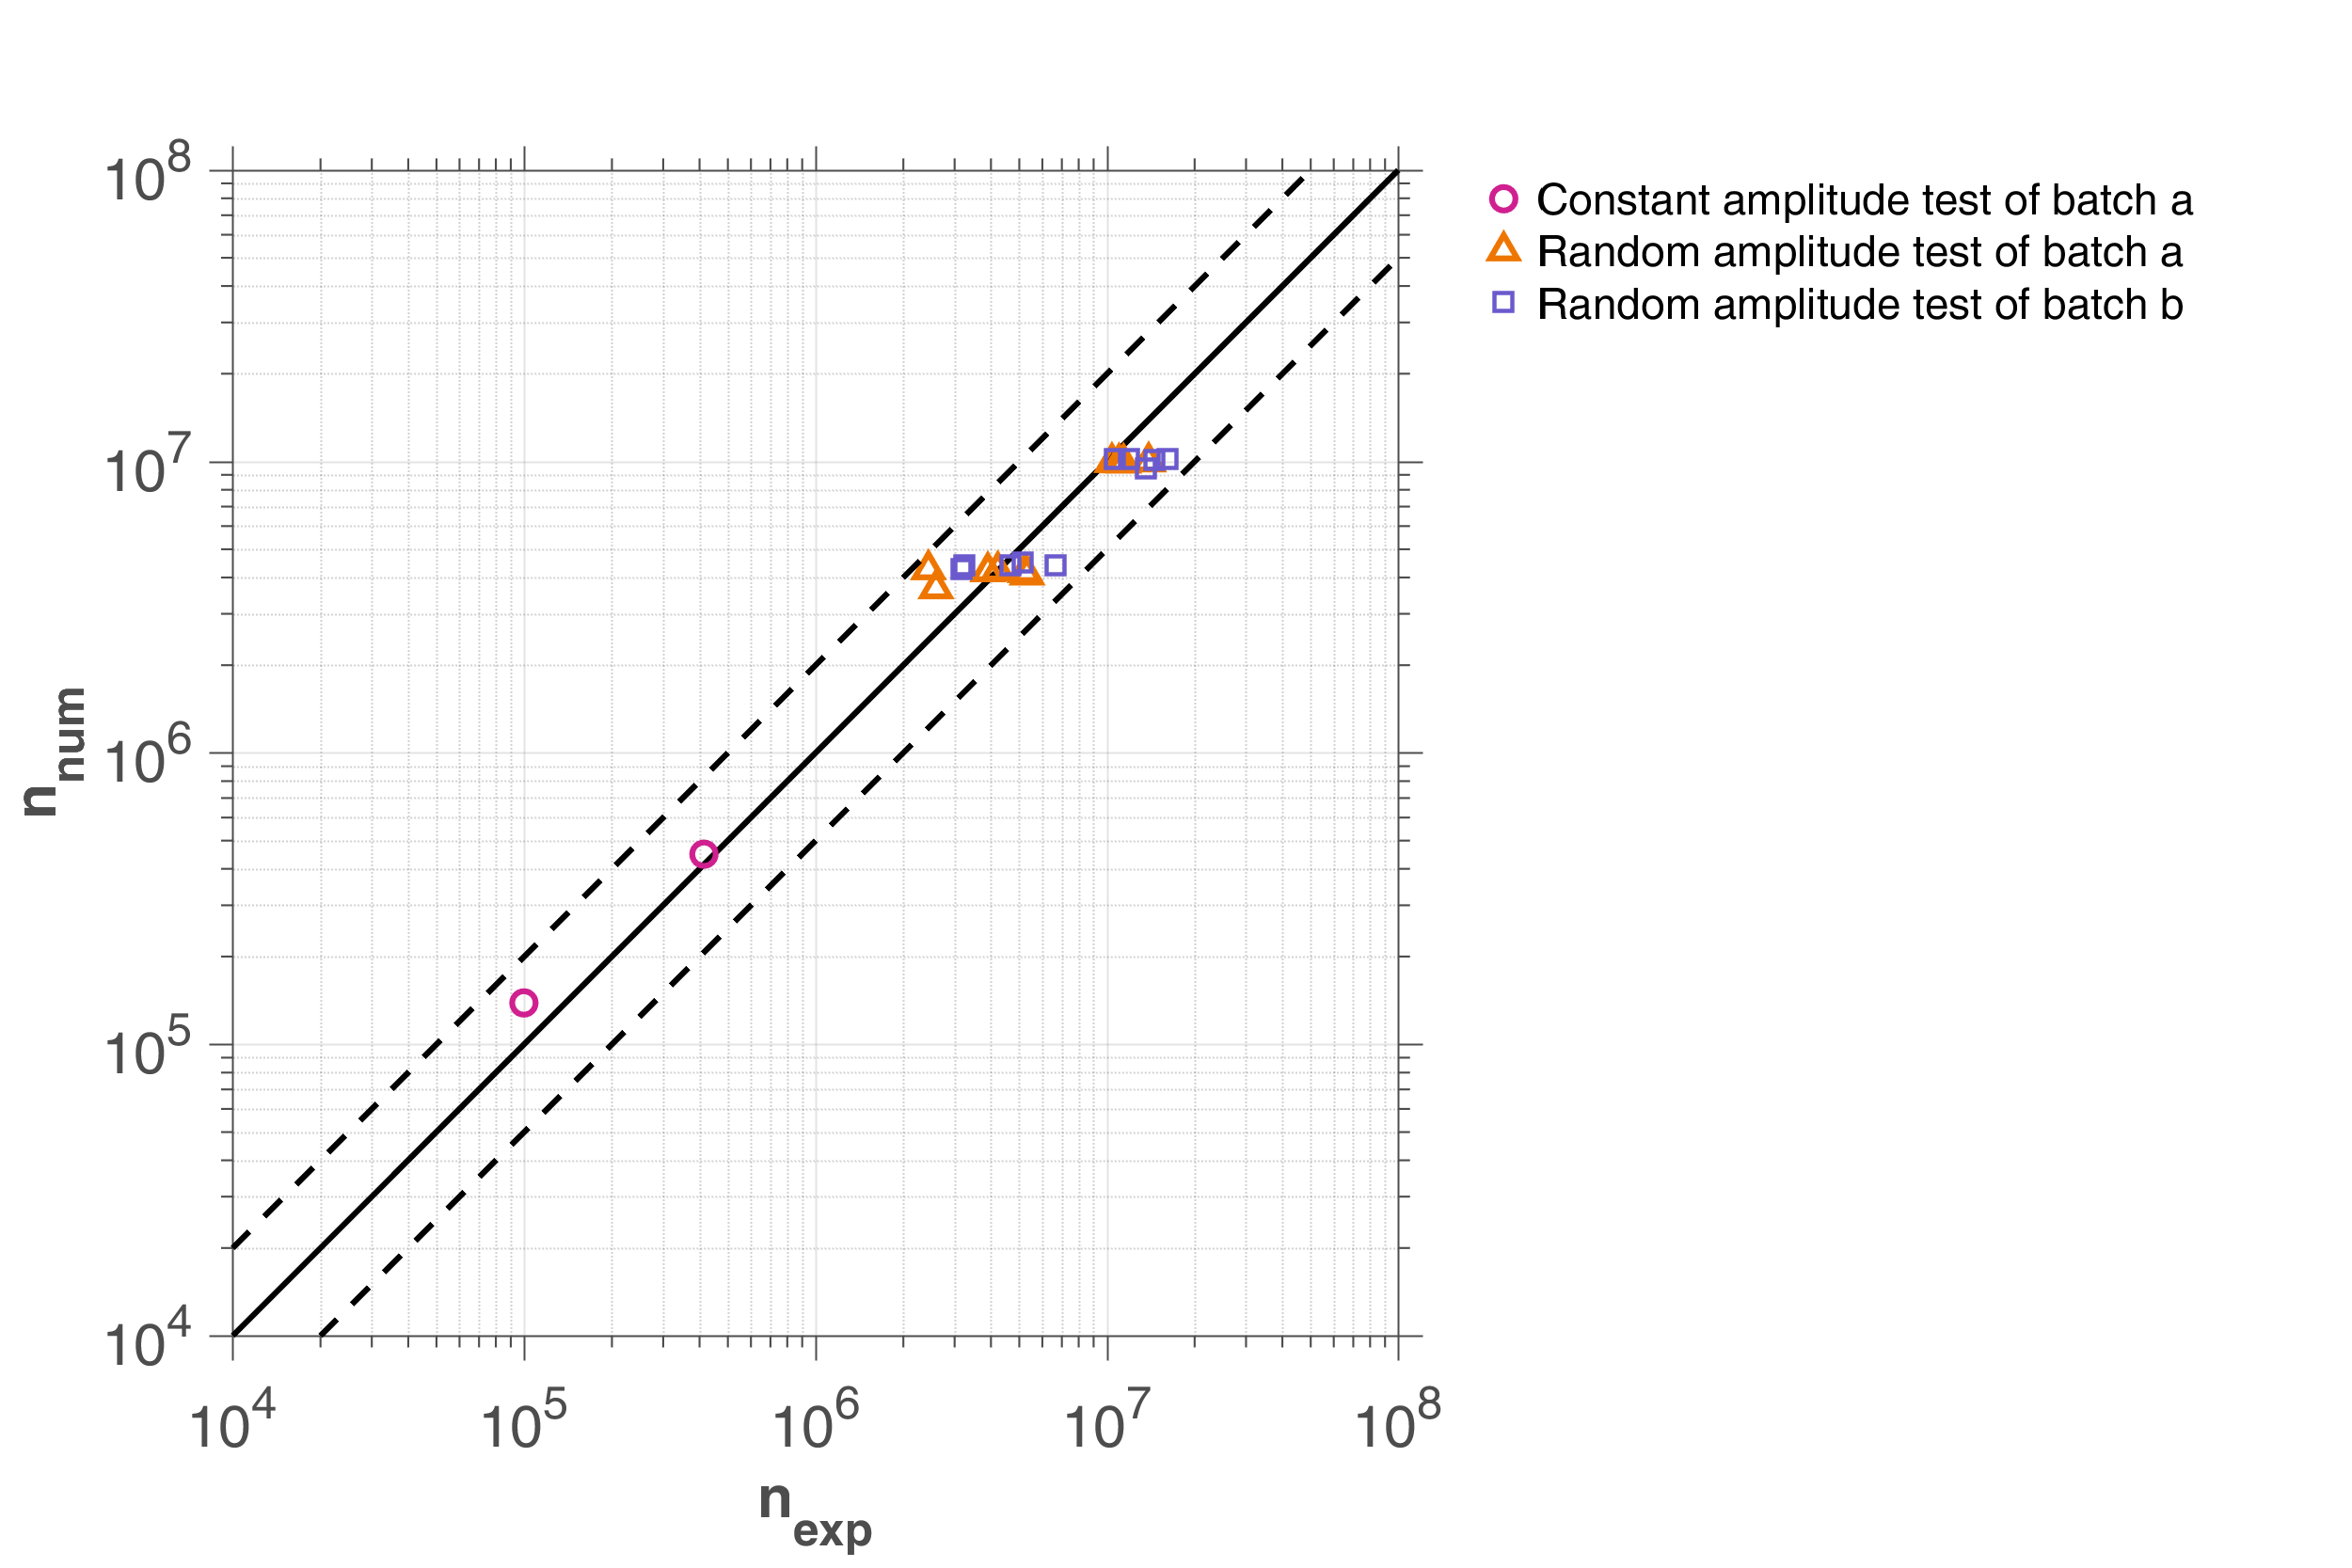 10^8
10^7
10^6
10^5
10^4
n_num
10^4 10^5 10^6 10^7 10^8
n_exp
Constant amplitude test of batch a
Random amplitude test of batch a
Random amplitude test of batch b